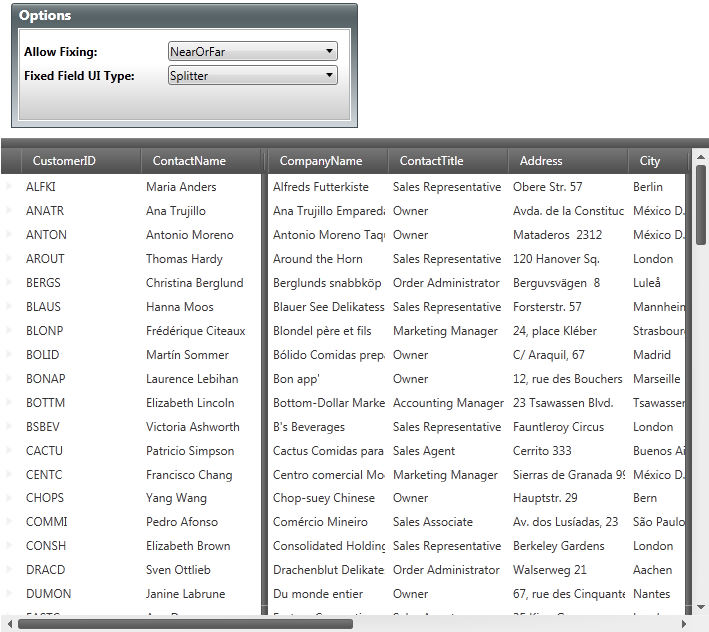 Options
Allow Fixing: NearOrFar
Fixed Field UI Type: Splitter
CustomerID ContactName CompanyName ContactTitle Address City
ALFKI Maria Anders Alfreds Futterkiste Sales Representative Obere Str. 57 Berlin
ANATR Ana Trujillo Ana Trujillo Empareda Owner Avda. de la Constituc México D.
ANTON Antonio Moreno Antonio Moreno Taq Owner Mataderos 2312 México D.
AROUT Thomas Hardy Around the Horn Sales Representative 120 Hanover Sq. London
BERGS Christina Berglund Berglunds snabbköp Order Administrator Berguvsvägen 8 Luleå
BLAUS Hanna Moos Blauer See Delikatess Sales Representative Forsterstr. 57 Mannhein
BLONP Frédérique Citeaux Blondel père et fils Marketing Manager 24, place Kléber Strasbour
BOLID Martín Sommer Bólido Comidas prep Owner C/ Araquil, 67 Madrid
BONAP Laurence Lebihan Bon app' Owner 12, rue des Bouchers Marseille
BOTTM Elizabeth Lincoln Bottom-Dollar Marke Accounting Manager 23 Tsawassen Blvd. Tsawasser
BSBEV Victoria Ashworth B's Beverages Sales Representative Fauntleroy Circus London
CACTU Patricio Simpson Cactus Comidas para Sales Agent Cerrito 333 Buenos Ai
CENTC Francisco Chang Centro comercial Mo Marketing Manager Sierras de Granada 99 México D.
CHOPS Yang Wang Chop-suey Chinese Owner Hauptstr. 29 Bern
COMMI Pedro Afonso Comércio Mineiro Sales Associate Av. dos Lusíadas, 23 São Paulo
CONSH Elizabeth Brown Consolidated Holding Sales Representative Berkeley Gardens London
DRACD Sven Ottlieb Drachenblut Delikate Order Administrator Walserweg 21 Aachen
DUMON Janine Labrune Du monde entier Owner 67, rue des Cinquante Nantes